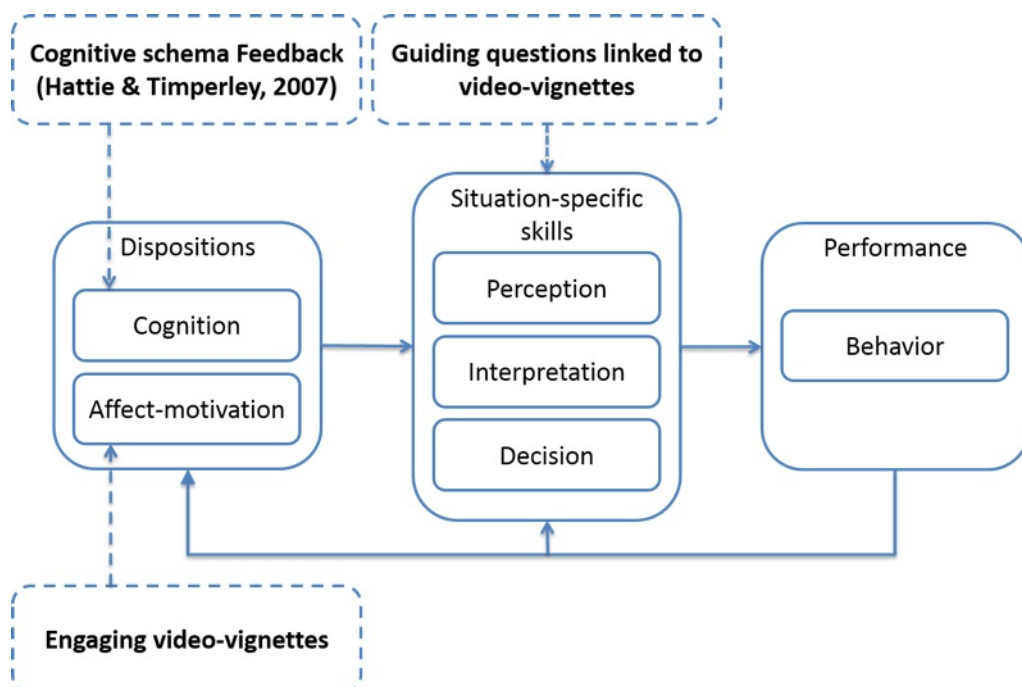 Cognitive schema Feedback
(Hattie & Timperley, 2007)
Guiding questions linked to
video-vignettes
Dispositions
Cognition
Affect-motivation
Situation-specific
skills
Perception
Interpretation
Decision
Performance
Behavior
Engaging video-vignettes